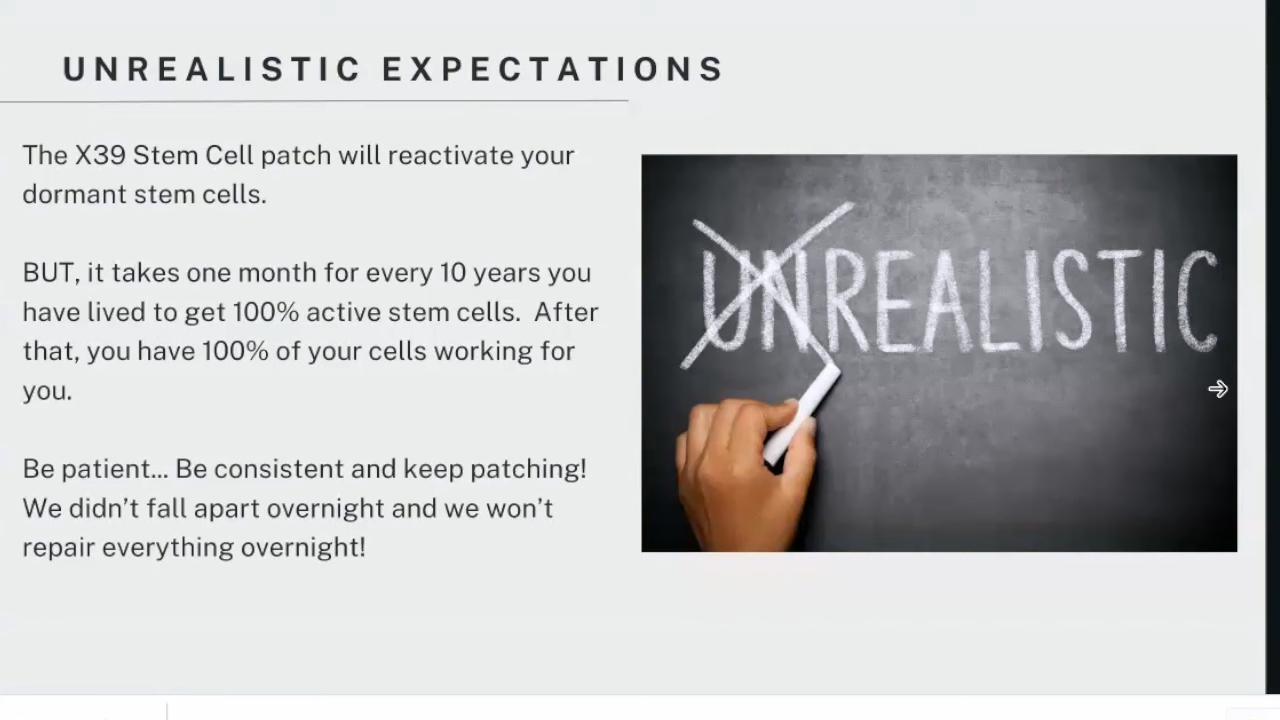 UNREALISTIC EXPECTATIONS
The X39 Stem Cell patch will reactivate your
dormant stem cells.
BUT, it takes one month for every 10 years you
have lived to get 100% active stem cells.  After
that, you have 100% of your cells working for
you.
Be patient... Be consistent and keep patching!
We didn’t fall apart overnight and we won’t
repair everything overnight!
UNREALISTIC